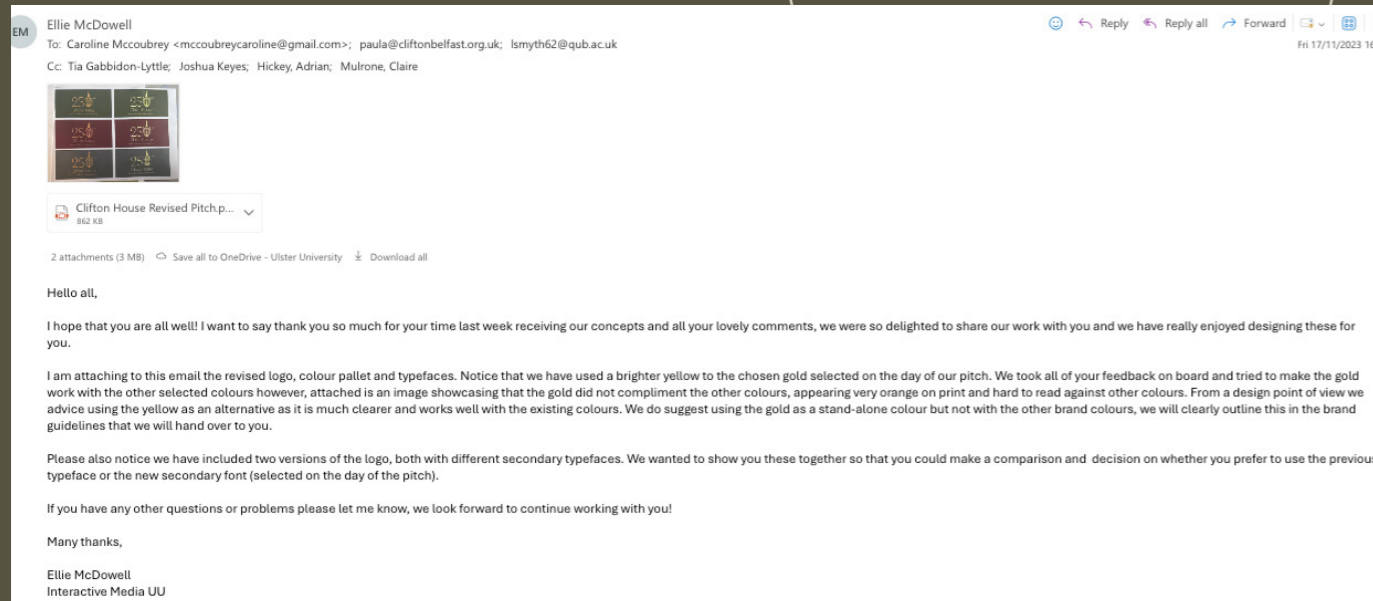 EM
Ellie McDowell
Reply
Reply all
Forward
To: Caroline Mccoubrey <mccoubreycaroline@gmail.com>; paula@cliftonbelfast.org.uk; lsmyth62@qub.ac.uk
Fri 17/11/2023 16
Cc: Tia Gabbidon-Lyttle; Joshua Keyes; Hickey, Adrian; Mulrone, Claire
250 250
250 250
250 250
Clifton House Revised Pitch.p...
862 KB
2 attachments (3 MB) Save all to OneDrive - Ulster University Download all
Hello all,
I hope that you are all well! I want to say thank you so much for your time last week receiving our concepts and all your lovely comments, we were so delighted to share our work with you and we have really enjoyed designing these for
you.
I am attaching to this email the revised logo, colour pallet and typefaces. Notice that we have used a brighter yellow to the chosen gold selected on the day of our pitch. We took all of your feedback on board and tried to make the gold
work with the other selected colours however, attached is an image showcasing that the gold did not compliment the other colours, appearing very orange on print and hard to read against other colours. From a design point of view we
advice using the yellow as an alternative as it is much clearer and works well with the existing colours. We do suggest using the gold as a stand-alone colour but not with the other brand colours, we will clearly outline this in the brand
guidelines that we will hand over to you.
Please also notice we have included two versions of the logo, both with different secondary typefaces. We wanted to show you these together so that you could make a comparison and decision on whether you prefer to use the previous
typeface or the new secondary font (selected on the day of the pitch).
If you have any other questions or problems please let me know, we look forward to continue working with you!
Many thanks,
Ellie McDowell
Interactive Media UU